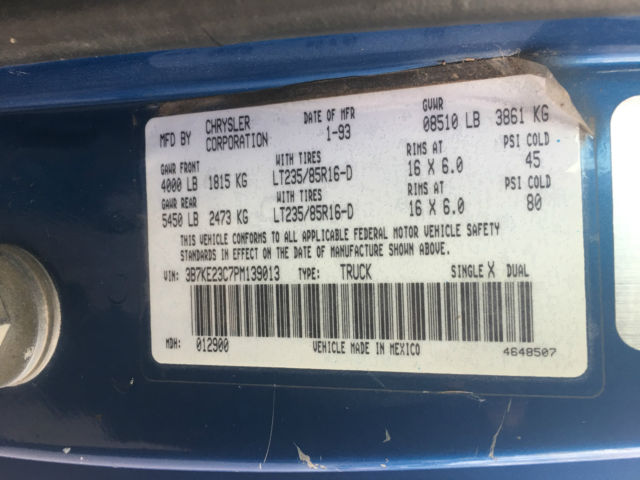 MFD BY CHRYSLER CORPORATION DATE OF MFR 1-93 GVWR 08510 LB 3861 KG
GAWR FRONT WITH TIRES RIMS AT PSI COLD
4000 LB 1815 KG LT235/85R16-D 16 X 6.0 45
GAWR REAR WITH TIRES RIMS AT PSI COLD
5450 LB 2473 KG LT235/85R16-D 16 X 6.0 80
THIS VEHICLE CONFORMS TO ALL APPLICABLE FEDERAL MOTOR VEHICLE SAFETY
STANDARDS IN EFFECT ON THE DATE OF MANUFACTURE SHOWN ABOVE.
VIN: 3B7KE23C7PM139013 TYPE: TRUCK SINGLE X DUAL
MDH: 012900 VEHICLE MADE IN MEXICO 4648507